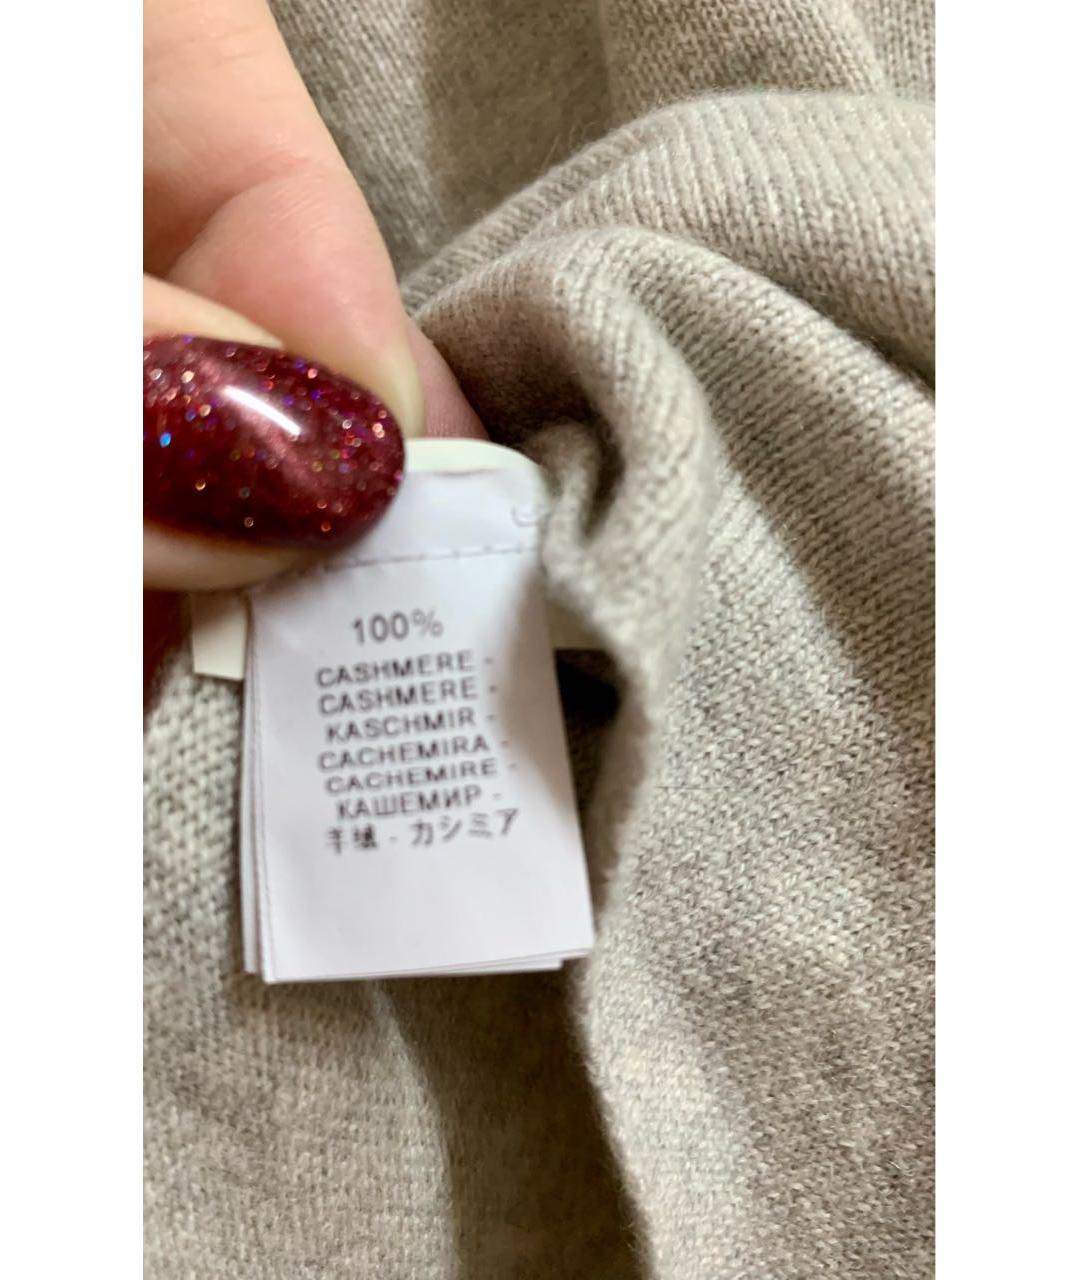 100%
CASHMERE -
CASHMERE -
KASCHMIR -
CACHEMIRA -
CACHEMIRE -
КАШЕМИР -
羊绒 - カシミア